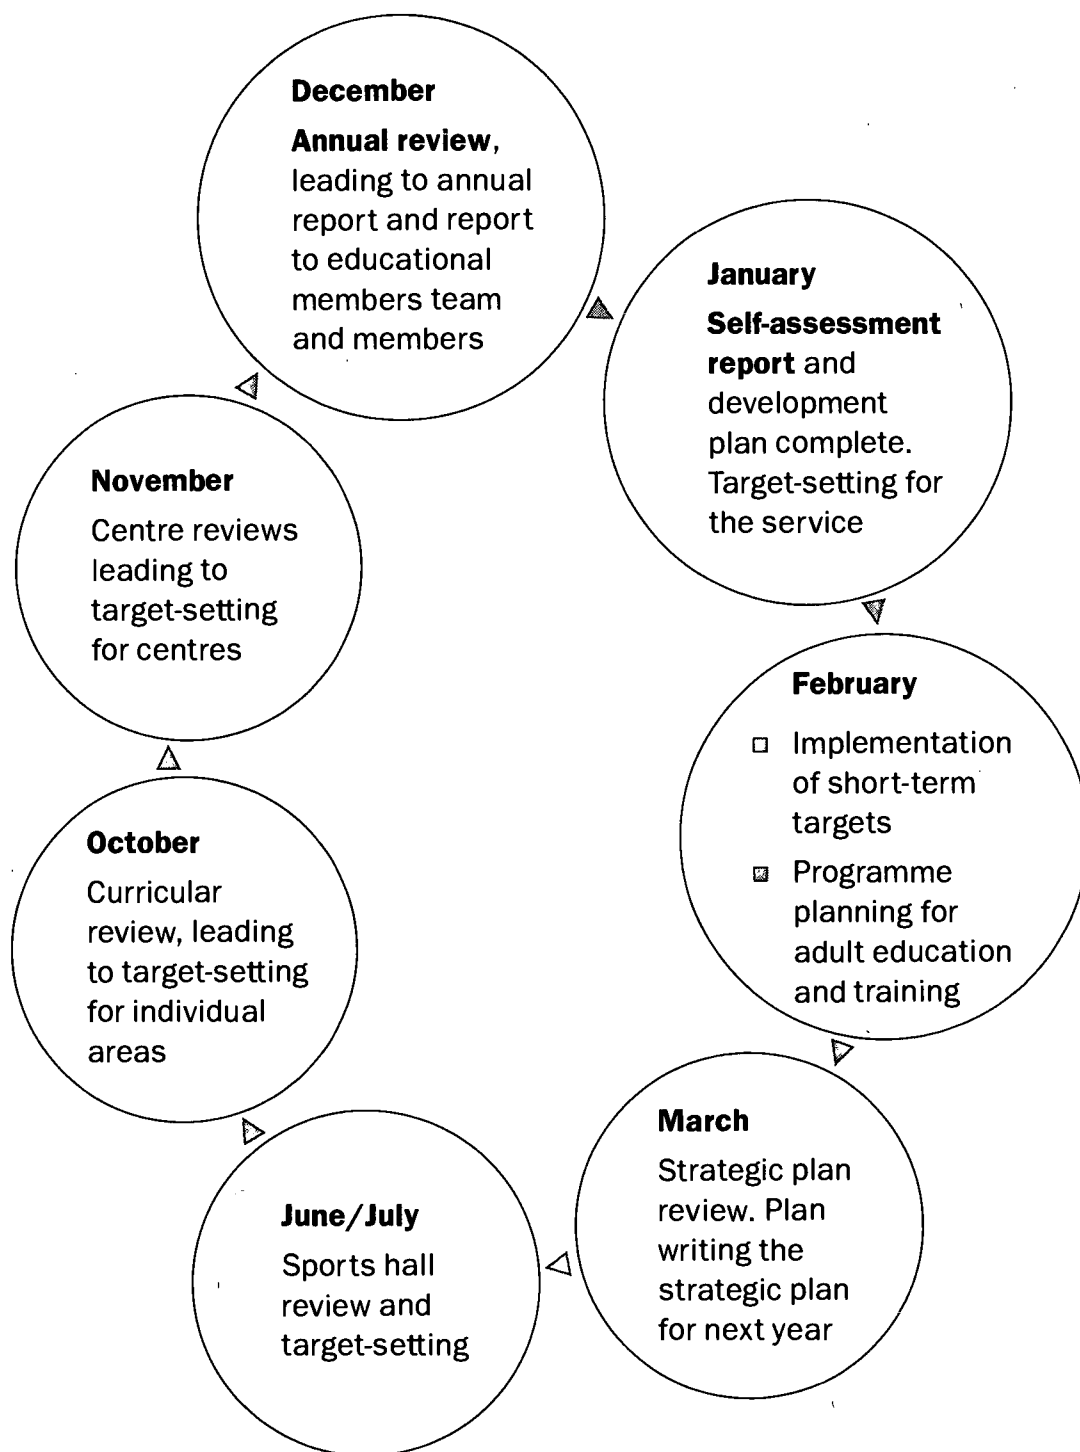 December
Annual review,
leading to annual
report and report
to educational
members team
and members
January
Self-assessment
report and
development
plan complete.
Target-setting for
the service
February
Implementation
of short-term
targets
Programme
planning for
adult education
and training
March
Strategic plan
review. Plan
writing the
strategic plan
for next year
June/July
Sports hall
review and
target-setting
October
Curricular
review, leading
to target-setting
for individual
areas
November
Centre reviews
leading to
target-setting
for centres